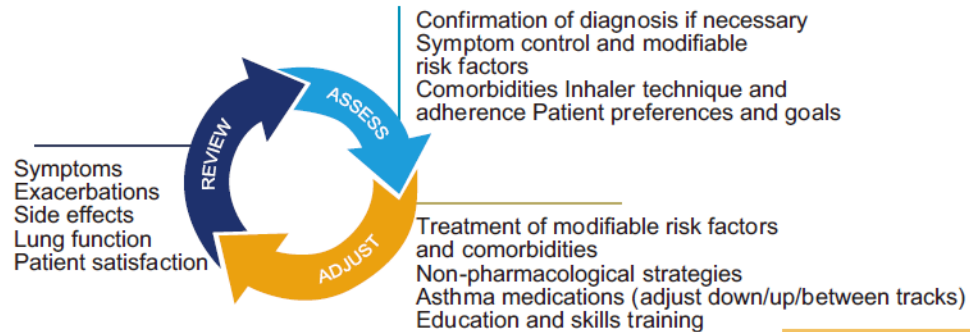 Confirmation of diagnosis if necessary
Symptom control and modifiable
risk factors
Comorbidities Inhaler technique and
adherence Patient preferences and goals
ASSESS
REVIEW
Symptoms
Exacerbations
Side effects
Lung function
Patient satisfaction
ADJUST
Treatment of modifiable risk factors
and comorbidities
Non-pharmacological strategies
Asthma medications (adjust down/up/between tracks)
Education and skills training